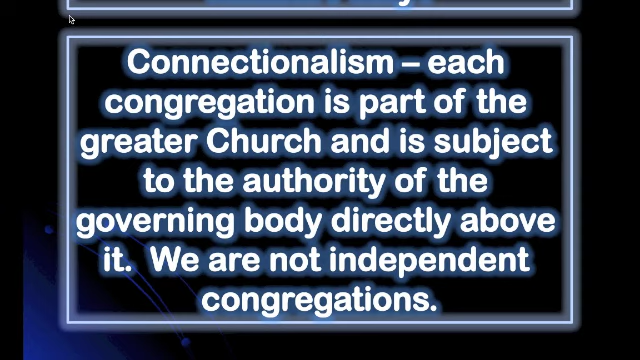 Connectionalism – each
congregation is part of the
greater Church and is subject
to the authority of the
governing body directly above
it.  We are not independent
congregations.